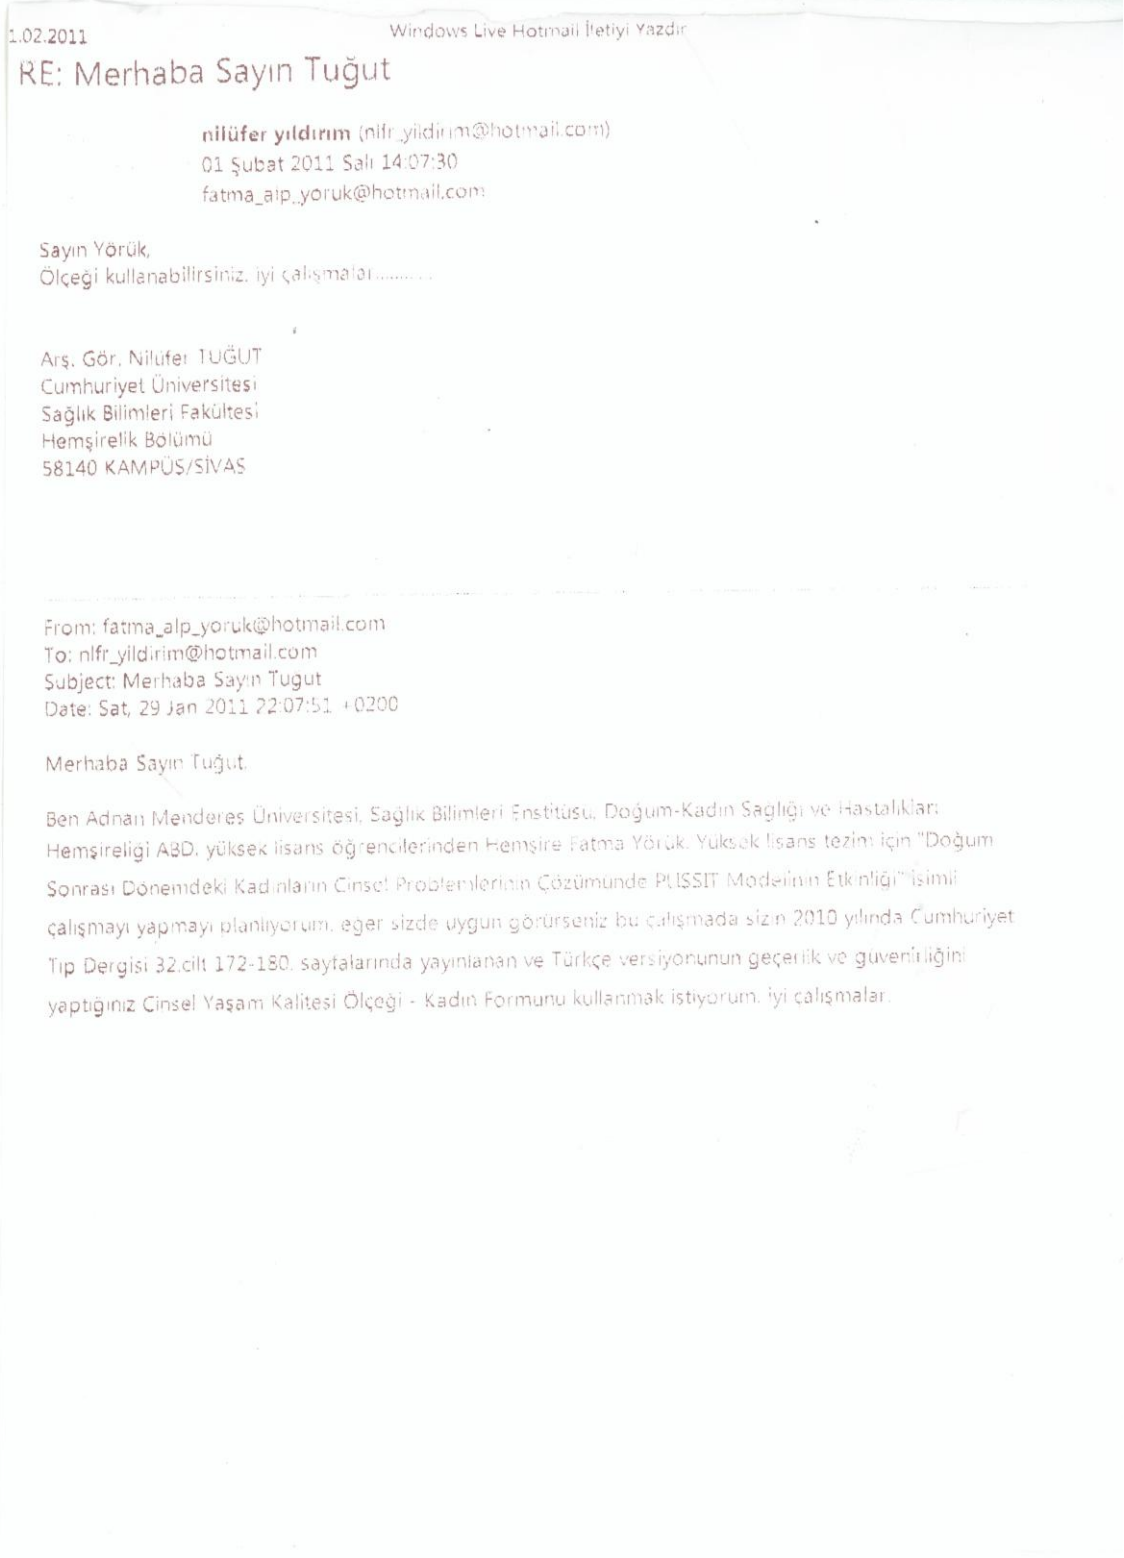 1.02.2011
Windows Live Hotmail İletiyi Yazdır
RE: Merhaba Sayın Tuğut
nilüfer yıldırım (nlfr_yildirim@hotmail.com)
01 Şubat 2011 Salı 14:07:30
fatma_alp_yoruk@hotmail.com
Sayın Yörük,
Ölçeği kullanabilirsiniz. iyi çalışmalar..........
Arş. Gör. Nilüfer TUĞUT
Cumhuriyet Üniversitesi
Sağlık Bilimleri Fakültesi
Hemşirelik Bölümü
58140 KAMPÜS/SİVAS
From: fatma_alp_yoruk@hotmail.com
To: nlfr_yildirim@hotmail.com
Subject: Merhaba Sayın Tugut
Date: Sat, 29 Jan 2011 22:07:51 +0200
Merhaba Sayın Tuğut.
Ben Adnan Menderes Üniversitesi, Sağlık Bilimleri Enstitüsü, Doğum-Kadın Sağlığı ve Hastalıkları
Hemşireliği ABD. yüksek lisans öğrencilerinden Hemşire Fatma Yörük. Yüksek lisans tezim için "Doğum
Sonrası Dönemdeki Kadınların Cinsel Problemlerinin Çözümünde PLISSIT Modelinin Etkinliği" isimli
çalışmayı yapmayı planlıyorum. eğer sizde uygun görürseniz bu çalışmada sizin 2010 yılında Cumhuriyet
Tıp Dergisi 32.cilt 172-180. sayfalarında yayınlanan ve Türkçe versiyonunun geçerlik ve güvenirliğini
yaptığınız Cinsel Yaşam Kalitesi Ölçeği - Kadın Formunu kullanmak istiyorum. iyi çalışmalar.